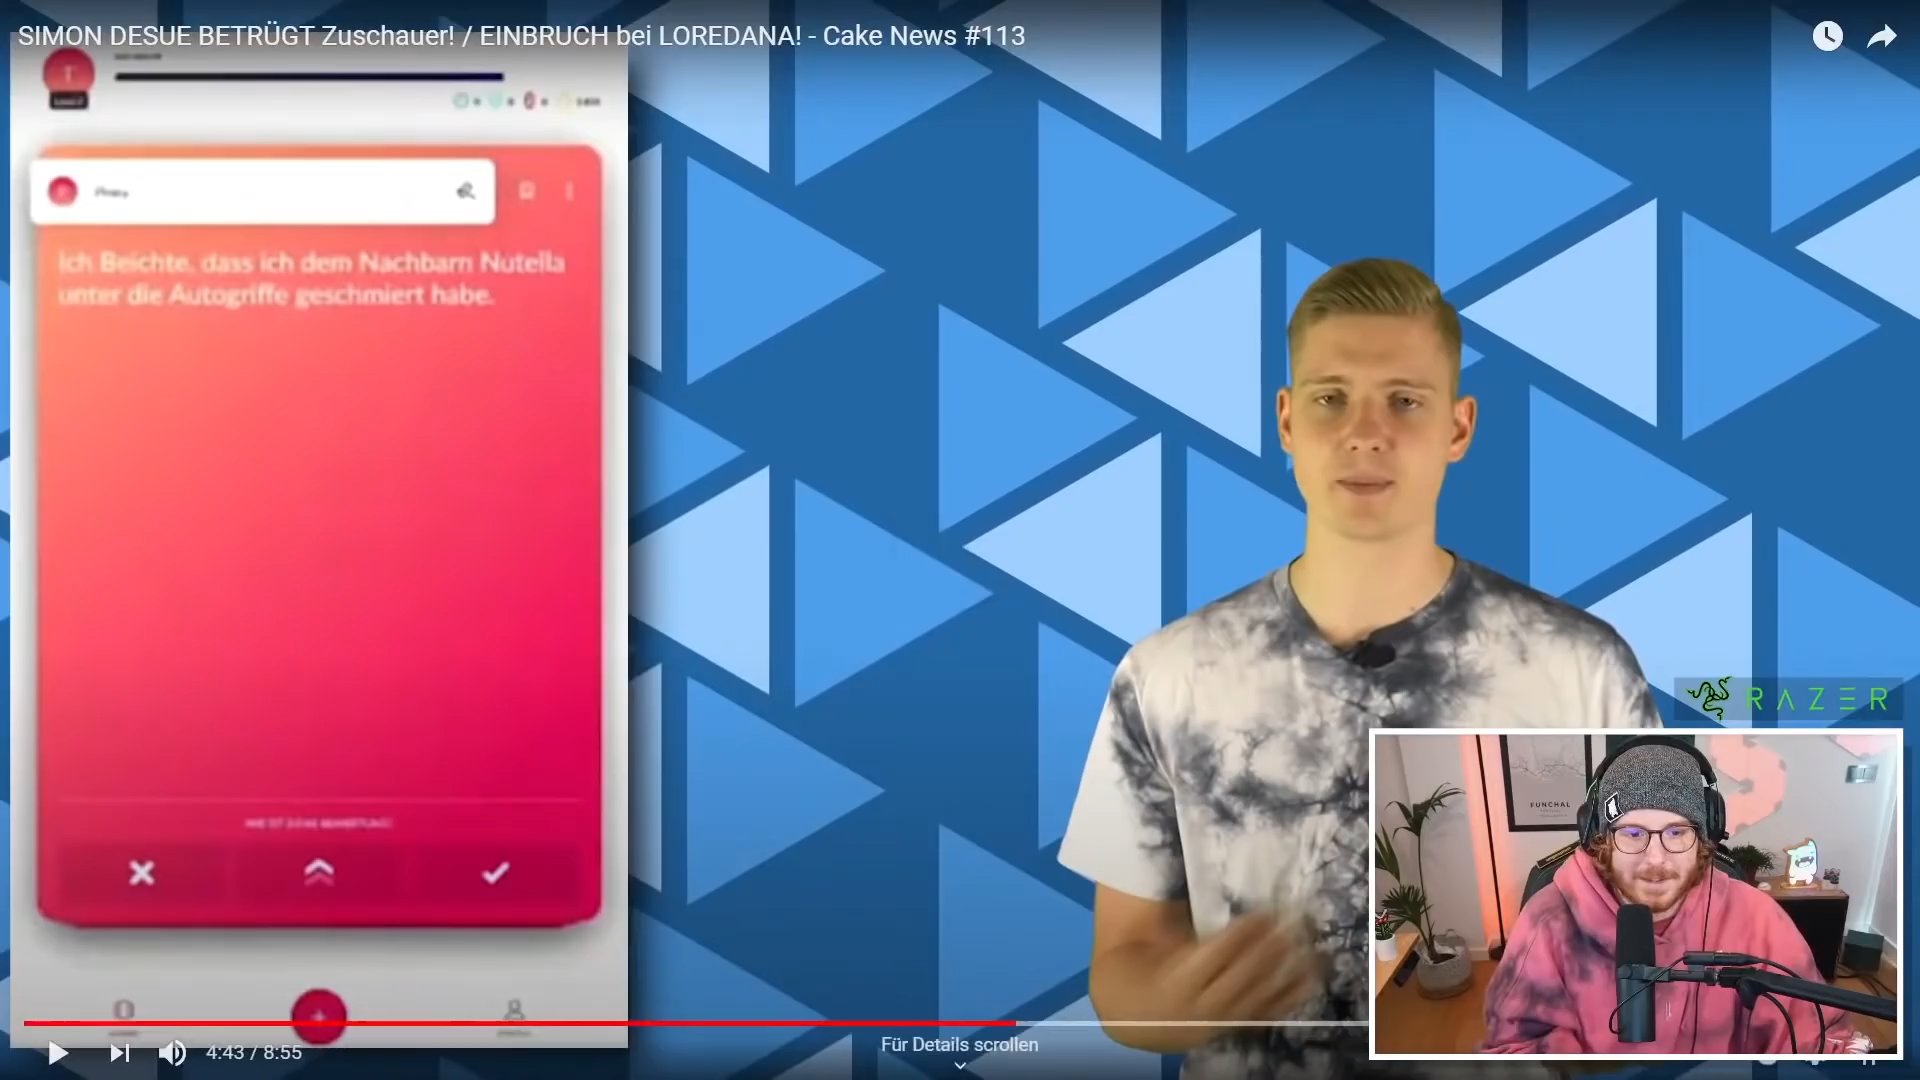 SIMON DESUE BETRÜGT Zuschauer! / EINBRUCH bei LOREDANA! - Cake News #113
Ich Beichte, dass ich dem Nachbarn Nutella
unter die Autogriffe geschmiert habe.
RAZER
FUNCHAL
4:43 / 8:55
Für Details scrollen